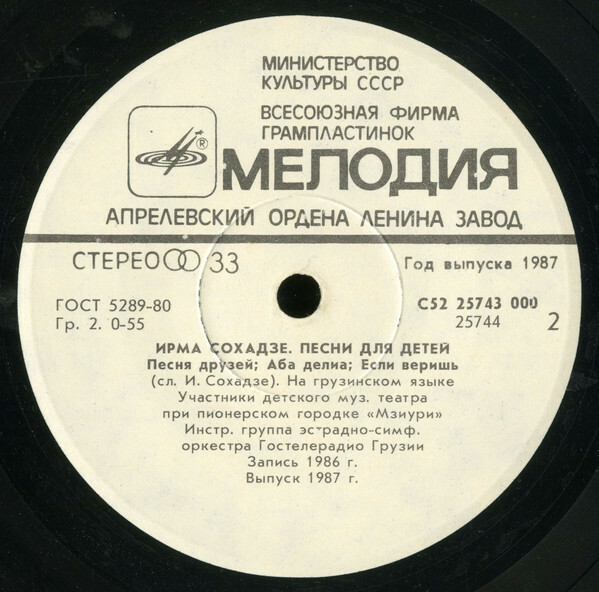 МИНИСТЕРСТВО
КУЛЬТУРЫ СССР
ВСЕСОЮЗНАЯ ФИРМА
ГРАМПЛАСТИНОК
®
МЕЛОДИЯ
АПРЕЛЕВСКИЙ ОРДЕНА ЛЕНИНА ЗАВОД
СТЕРЕО 33
Год выпуска 1987
ГОСТ 5289-80
Гр. 2. 0-55
С52 25743 000
25744
2
ИРМА СОХАДЗЕ. ПЕСНИ ДЛЯ ДЕТЕЙ
Песня друзей; Аба делиа; Если веришь
(сл. И. Сохадзе). На грузинском языке
Участники детского муз. театра
при пионерском городке «Мзиури»
Инстр. группа эстрадно-симф.
оркестра Гостелерадио Грузии
Запись 1986 г.
Выпуск 1987 г.